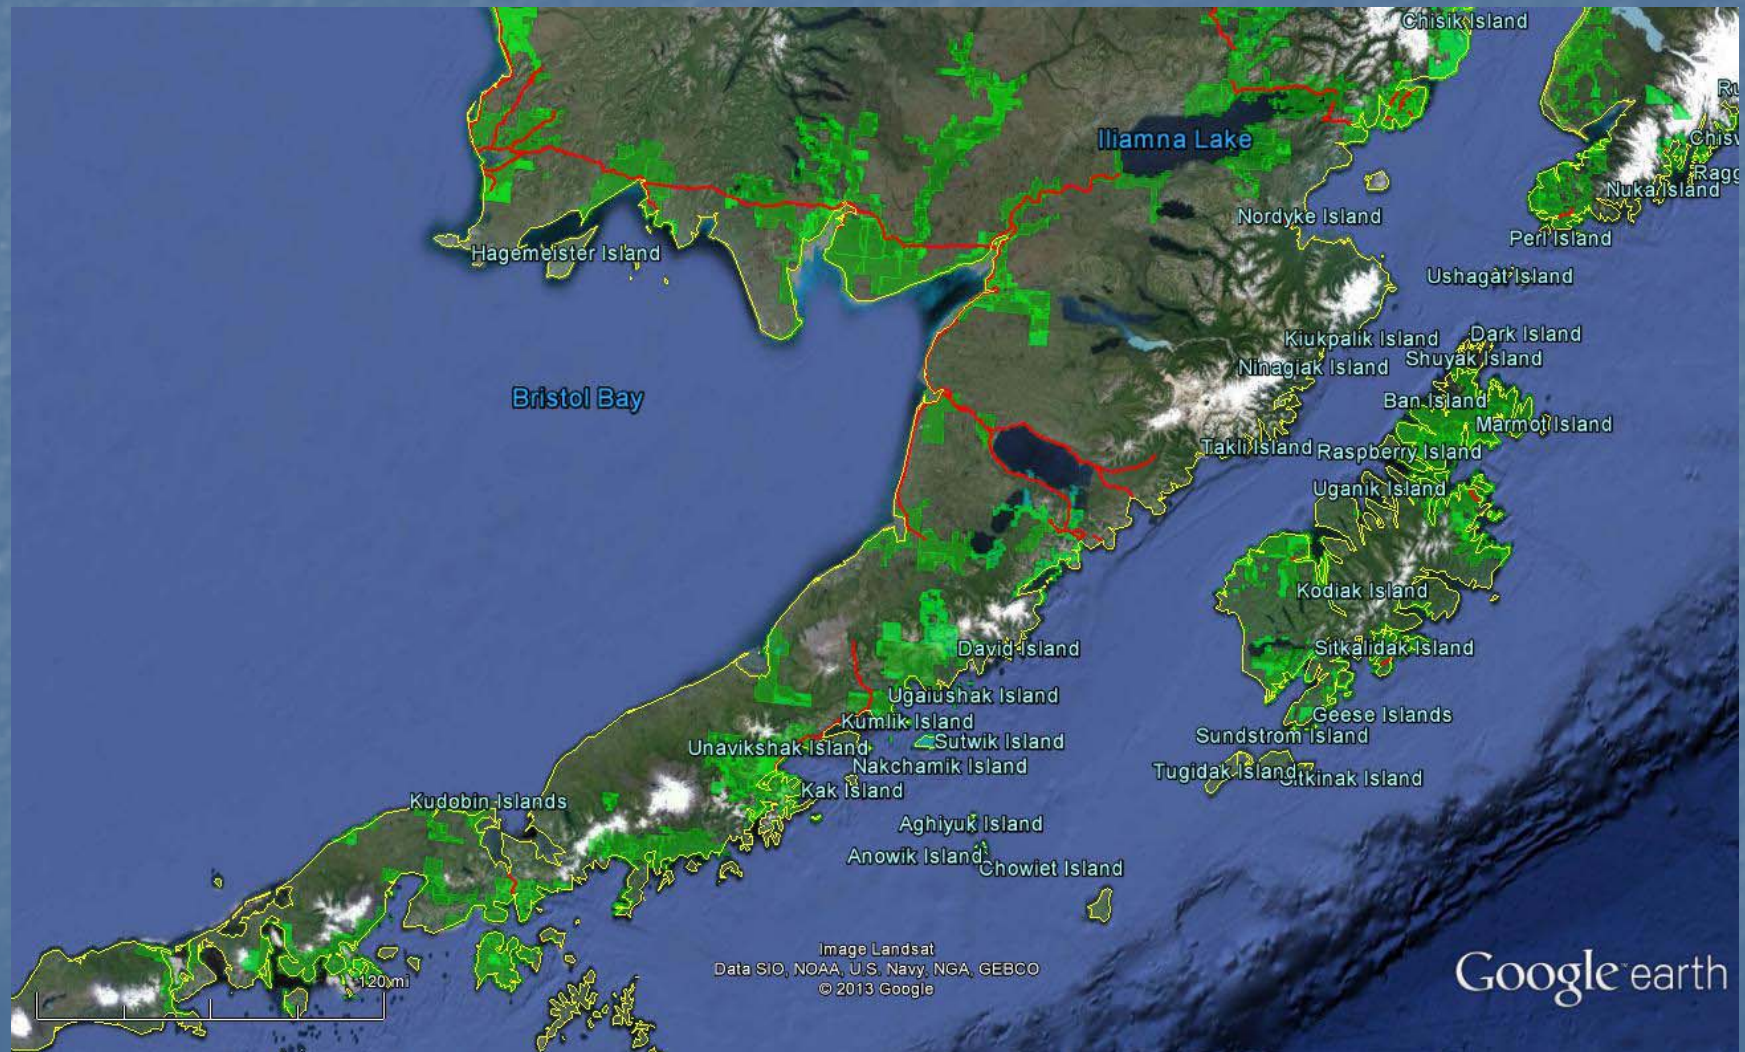 Chisik Island
Ru
Iliamna Lake
Chisw
Ragg
Nuka Island
Nordyke Island
Perl Island
Hagemeister Island
Ushagat Island
Dark Island
Kiukpalik Island
Shuyak Island
Ninagiak Island
Bristol Bay
Ban Island
Marmot Island
Takli Island
Raspberry Island
Uganik Island
Kodiak Island
David Island
Sitkalidak Island
Ugaiushak Island
Geese Islands
Kumlik Island
Sundstrom Island
Unavikshak Island
Sutwik Island
Nakchamik Island
Tugidak Island
Sitkinak Island
Kak Island
Kudobin Islands
Aghiyuk Island
Anowik Island
Chowiet Island
Image Landsat
Data SIO, NOAA, U.S. Navy, NGA, GEBCO
© 2013 Google
Google earth
120 mi